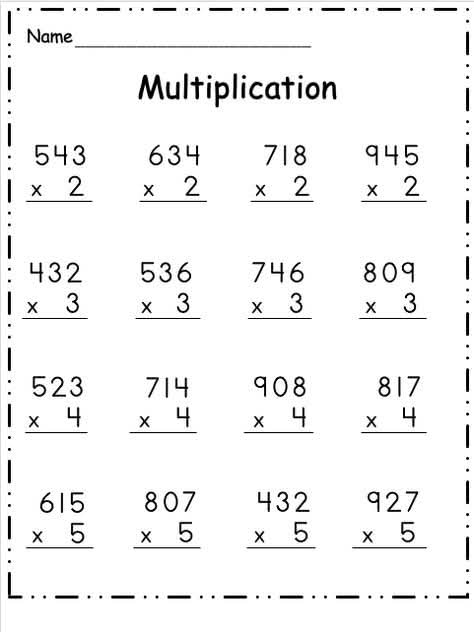 Name
Multiplication
543 634 718 945
x 2 x 2 x 2 x 2
432 536 746 809
x 3 x 3 x 3 x 3
523 714 908 817
x 4 x 4 x 4 x 4
615 807 432 927
x 5 x 5 x 5 x 5